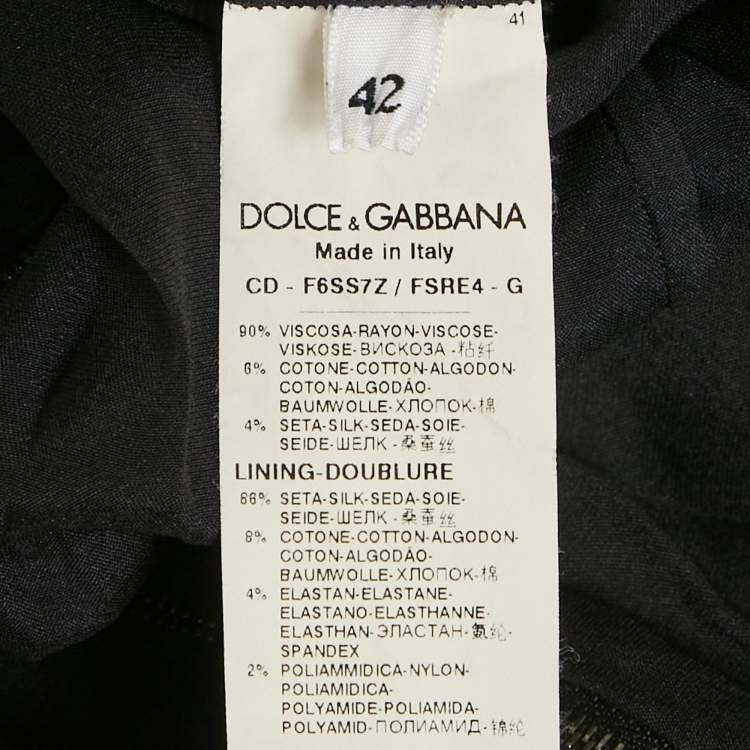 41
42
DOLCE & GABBANA
Made in Italy
CD - F6SS7Z / FSRE4 - G
90% VISCOSA-RAYON-VISCOSE-
VISKOSE-ВИСКОЗА -粘纤
6% COTONE-COTTON-ALGODON-
COTON-ALGODÃO-
BAUMWOLLE-ХЛОПОК-棉
4% SETA-SILK-SEDA-SOIE-
SEIDE-ШЕЛК -桑蚕丝
LINING-DOUBLURE
86% SETA-SILK-SEDA-SOIE-
SEIDE-ШЕЛК -桑蚕丝
8% COTONE-COTTON-ALGODON-
COTON-ALGODÃO-
BAUMWOLLE-ХЛОПОК-棉
4% ELASTAN-ELASTANE-
ELASTANO-ELASTHANNE-
ELASTHAN-ЭЛАСТАН-氨纶-
SPANDEX
2% POLIAMMIDICA-NYLON-
POLIAMIDICA-
POLYAMIDE-POLIAMIDA-
POLYAMID-ПОЛИАМИД-锦纶